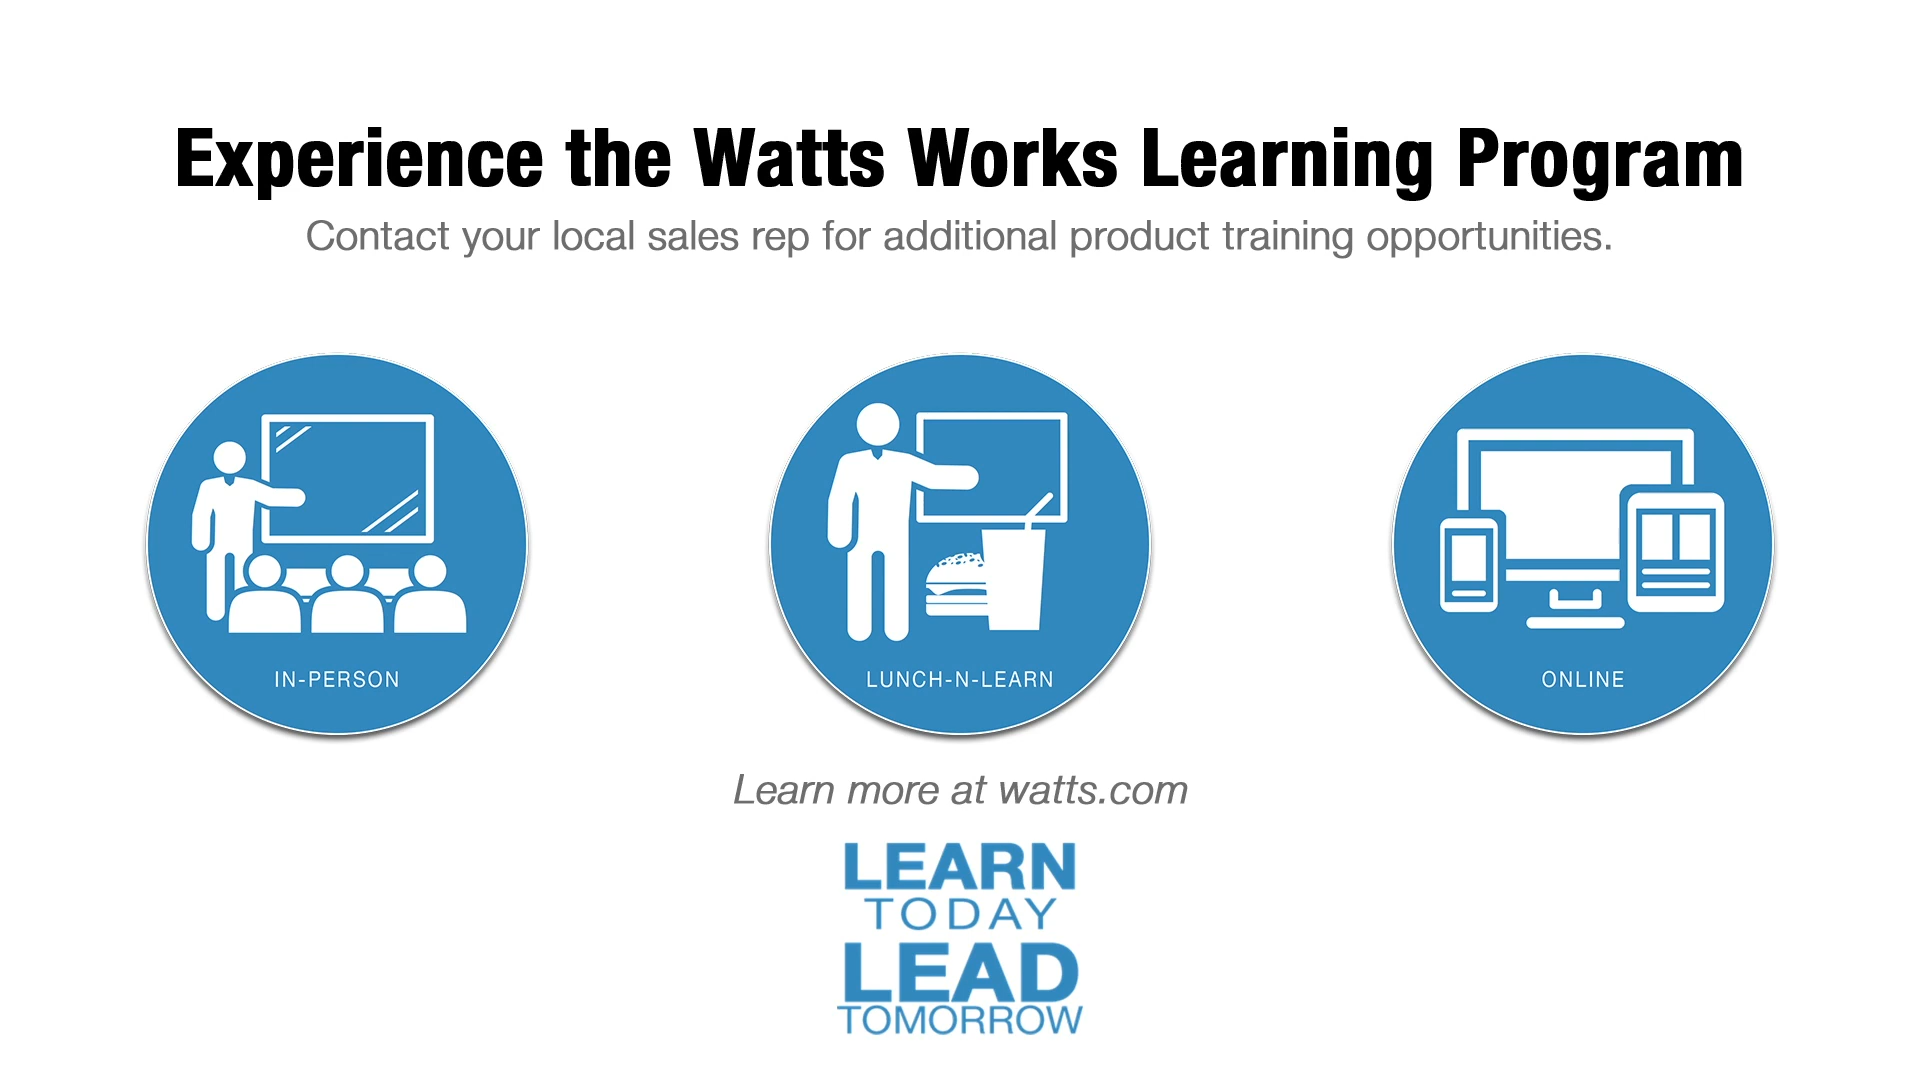 Experience the Watts Works Learning Program
Contact your local sales rep for additional product training opportunities.
IN-PERSON
LUNCH-N-LEARN
ONLINE
Learn more at watts.com
LEARN
TODAY
LEAD
TOMORROW